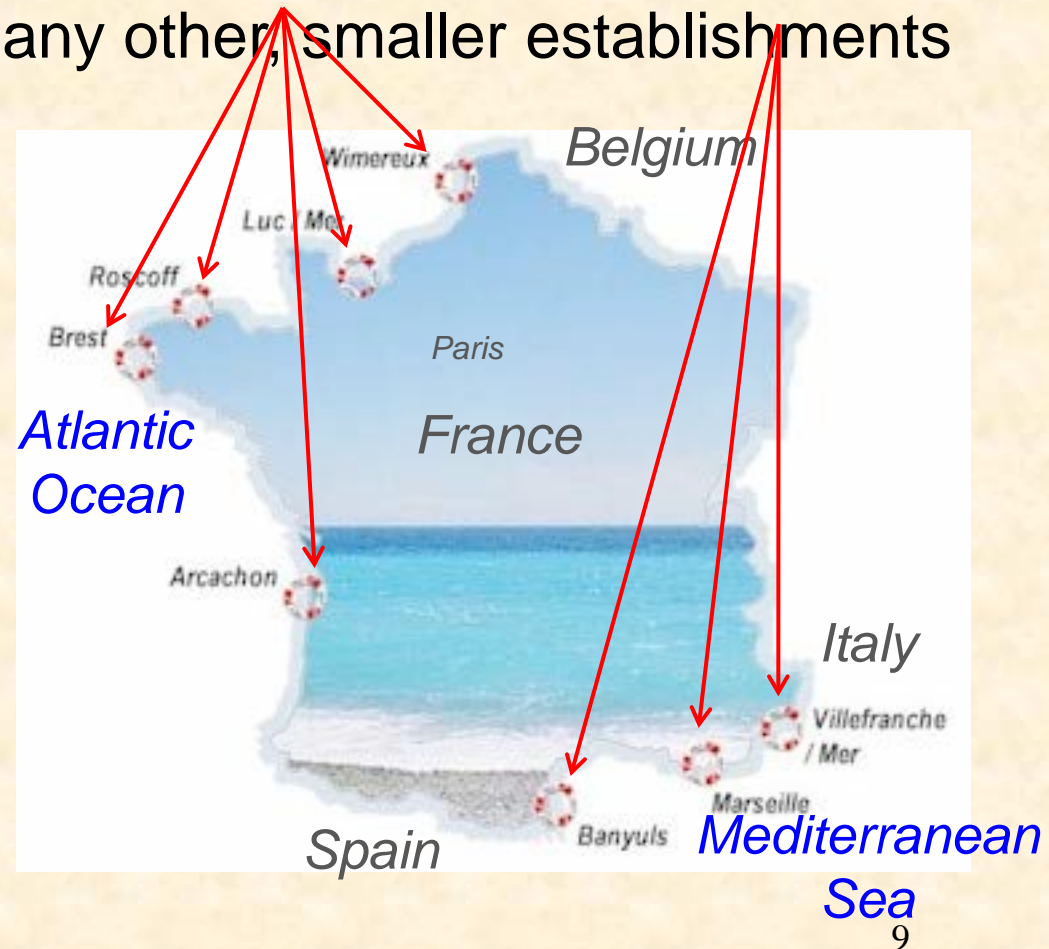 any other, smaller establishments
Wimereux
Belgium
Luc / Mer
Roscoff
Brest
Paris
Atlantic
Ocean
France
Arcachon
Italy
Villefranche
/ Mer
Marseille
Banyuls
Mediterranean
Sea
Spain
9